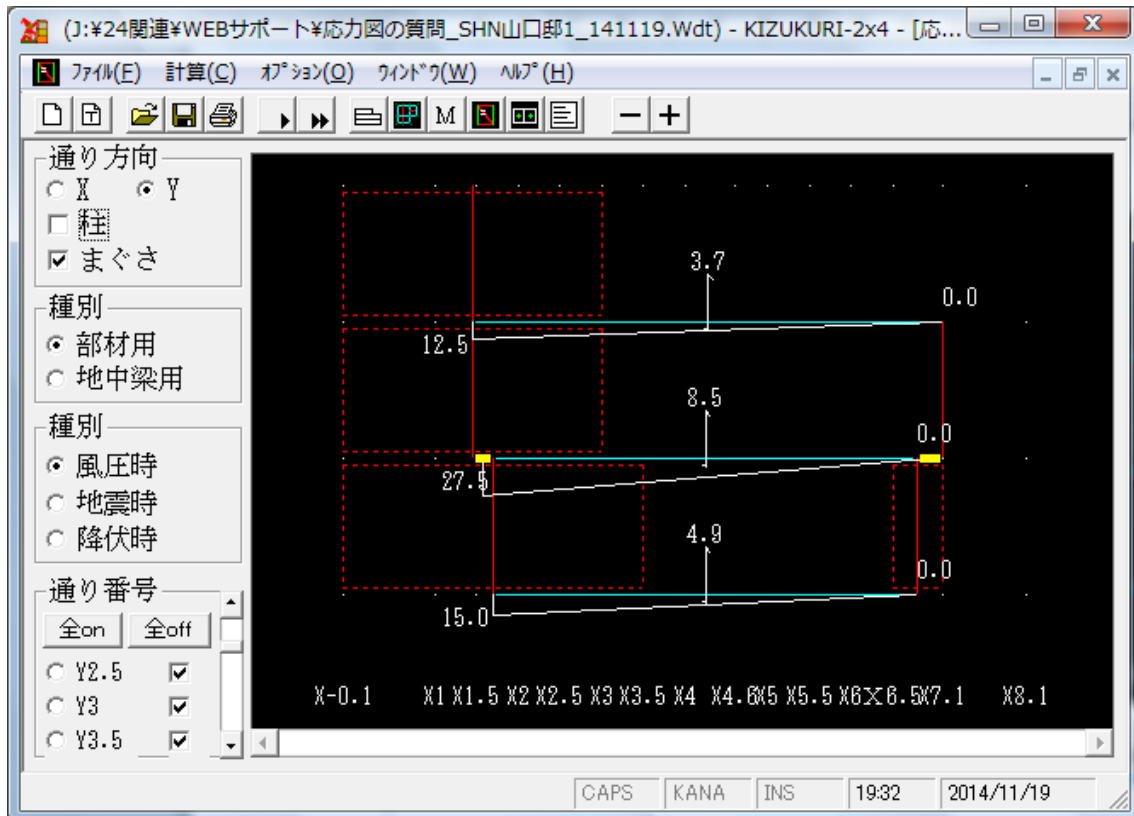 (J:¥24関連¥WEBサポート¥応力図の質問_SHN山口邸1_141119.Wdt) - KIZUKURI-2x4 - [応...
ﾌｧｲﾙ(F) 計算(C) ｵﾌﾟｼｮﾝ(O) ｳｨﾝﾄﾞｳ(W) ﾍﾙﾌﾟ(H)
M
通り方向
X Y
柱
まぐさ
種別
部材用
地中梁用
種別
風圧時
地震時
降伏時
通り番号
全on 全off
Y2.5
Y3
Y3.5
3.7
0.0
12.5
8.5
0.0
27.5
4.9
0.0
15.0
X-0.1 X1 X1.5 X2 X2.5 X3 X3.5 X4 X4.6 X5 X5.5 X6 X6.5 X7.1 X8.1
CAPS KANA INS 19:32 2014/11/19